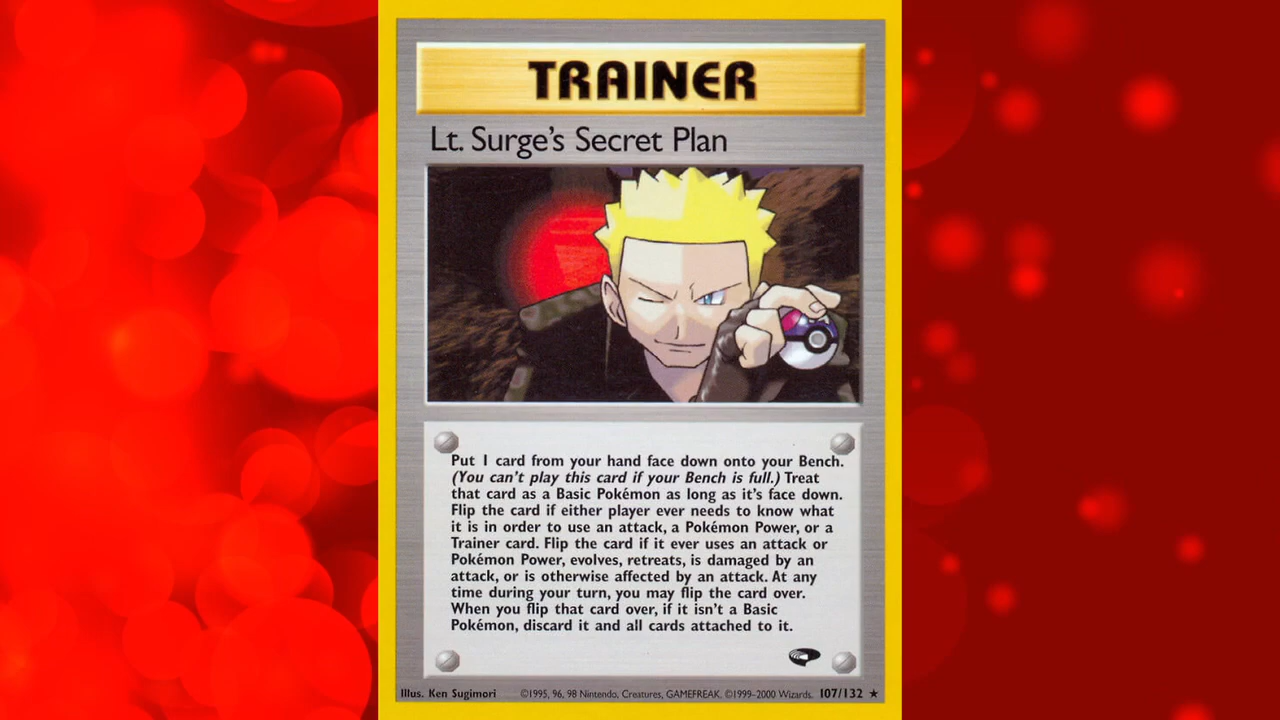 TRAINER
Lt. Surge's Secret Plan
Put 1 card from your hand face down onto your Bench.
(You can't play this card if your Bench is full.) Treat
that card as a Basic Pokémon as long as it's face down.
Flip the card if either player ever needs to know what
it is in order to use an attack, a Pokémon Power, or a
Trainer card. Flip the card if it ever uses an attack or
Pokémon Power, evolves, retreats, is damaged by an
attack, or is otherwise affected by an attack. At any
time during your turn, you may flip the card over.
When you flip that card over, if it isn't a Basic
Pokémon, discard it and all cards attached to it.
Illus. Ken Sugimori ©1995, 96, 98 Nintendo, Creatures, GAMEFREAK. ©1999-2000 Wizards. 107/132 ★